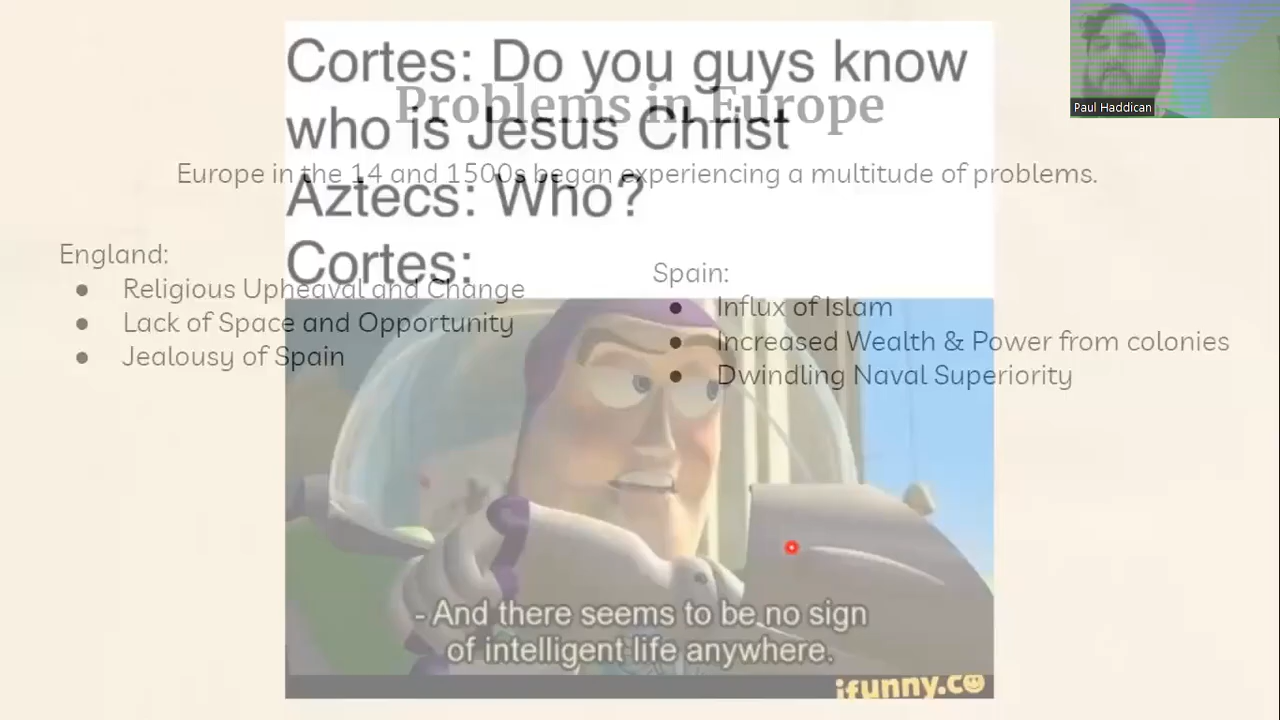 Cortes: Do you guys know
who is Jesus Christ
Aztecs: Who?
Cortes:
Problems in Europe
Europe in the 14 and 1500s began experiencing a multitude of problems.
England:
● Religious Upheaval and Change
● Lack of Space and Opportunity
● Jealousy of Spain
Spain:
● Influx of Islam
● Increased Wealth & Power from colonies
● Dwindling Naval Superiority
- And there seems to be no sign
of intelligent life anywhere.
ifunny.co
Paul Haddican